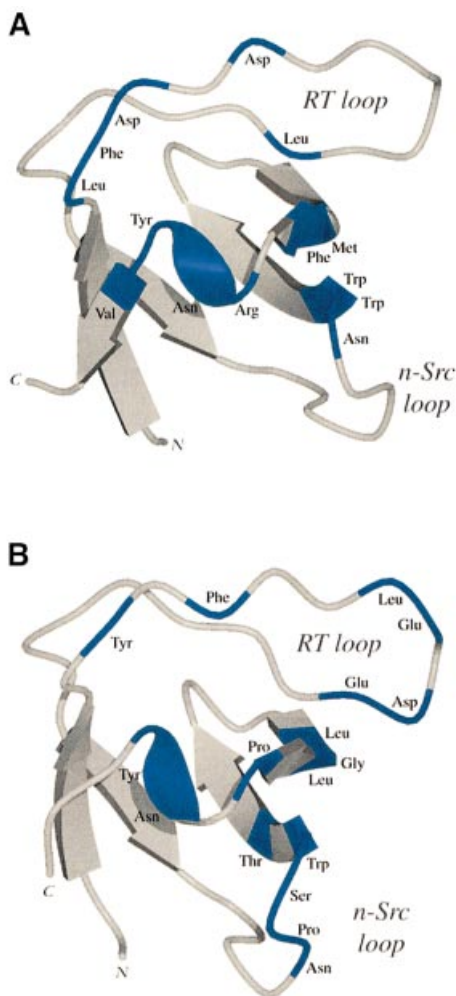 A
Asp
RT loop
Asp
Leu
Phe
Leu
Tyr
Met
Phe
Trp
Val
Asn
Arg
Trp
Asn
C
n-Src
loop
N
B
Phe
Leu
RT loop
Glu
Tyr
Glu
Asp
Leu
Pro
Gly
Tyr
Leu
Asn
Thr
Trp
C
Ser
n-Src
Pro
loop
N
Asn